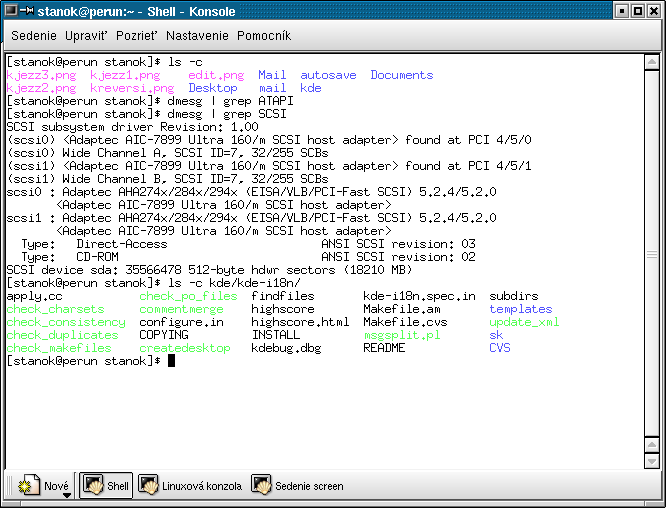 stanok@perun:~ - Shell - Konsole
Sedenie Upraviť Pozrieť Nastavenie Pomocník
[stanok@perun stanok]$ ls -c
kjezz3.png kjezz1.png edit.png Mail autosave Documents
kjezz2.png kreversi.png Desktop mail kde
[stanok@perun stanok]$ dmesg | grep ATAPI
[stanok@perun stanok]$ dmesg | grep SCSI
SCSI subsystem driver Revision: 1.00
(scsi0) <Adaptec AIC-7899 Ultra 160/m SCSI host adapter> found at PCI 4/5/0
(scsi0) Wide Channel A, SCSI ID=7, 32/255 SCBs
(scsi1) <Adaptec AIC-7899 Ultra 160/m SCSI host adapter> found at PCI 4/5/1
(scsi1) Wide Channel B, SCSI ID=7, 32/255 SCBs
scsi0 : Adaptec AHA274x/284x/294x (EISA/VLB/PCI-Fast SCSI) 5.2.4/5.2.0
<Adaptec AIC-7899 Ultra 160/m SCSI host adapter>
scsi1 : Adaptec AHA274x/284x/294x (EISA/VLB/PCI-Fast SCSI) 5.2.4/5.2.0
<Adaptec AIC-7899 Ultra 160/m SCSI host adapter>
Type: Direct-Access ANSI SCSI revision: 03
Type: CD-ROM ANSI SCSI revision: 02
SCSI device sda: 35566478 512-byte hdwr sectors (18210 MB)
[stanok@perun stanok]$ ls -c kde/kde-i18n/
apply.cc check_po_files findfiles kde-i18n.spec.in subdirs
check_charsets commentmerge highscore Makefile.am templates
check_consistency configure.in highscore.html Makefile.cvs update_xml
check_duplicates COPYING INSTALL msgsplit.pl sk
check_makefiles createdesktop kdebug.dbg README CVS
[stanok@perun stanok]$
Nové Shell Linuxová konzola Sedenie screen